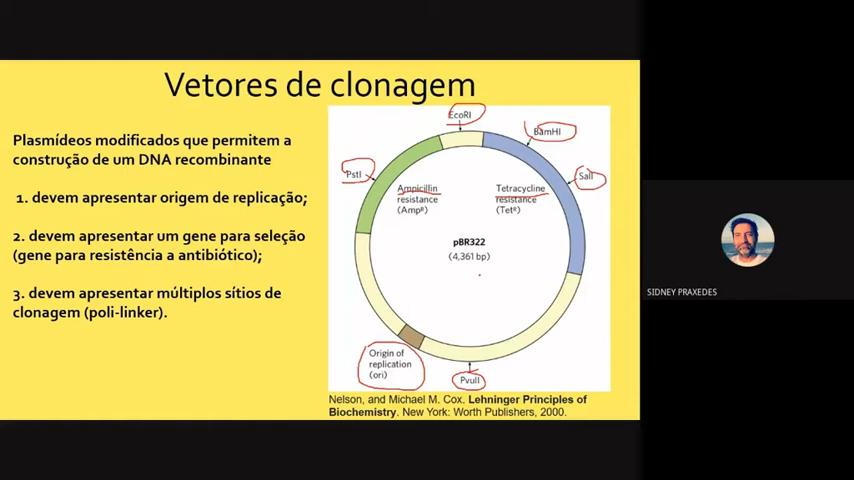 Vetores de clonagem
Plasmídeos modificados que permitem a
construção de um DNA recombinante
1. devem apresentar origem de replicação;
2. devem apresentar um gene para seleção
(gene para resistência a antibiótico);
3. devem apresentar múltiplos sítios de
clonagem (poli-linker).
EcoRI
BamHI
PstI
SalI
Ampicillin
resistance
(Ampᴿ)
Tetracycline
resistance
(Tetᴿ)
pBR322
(4,361 bp)
Origin of
replication
(ori)
PvuII
Nelson, and Michael M. Cox. Lehninger Principles of
Biochemistry. New York: Worth Publishers, 2000.
SIDNEY PRAXEDES